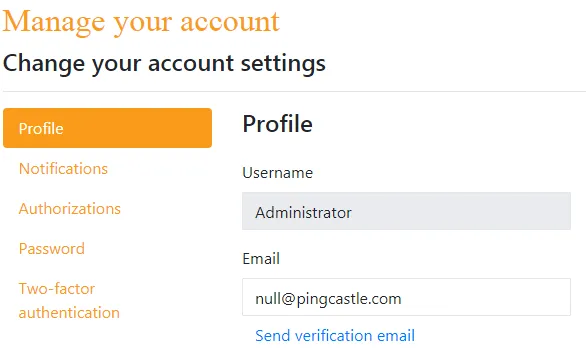 Manage your account
Change your account settings
Profile
Notifications
Authorizations
Password
Two-factor
authentication
Profile
Username
Administrator
Email
null@pingcastle.com
Send verification email